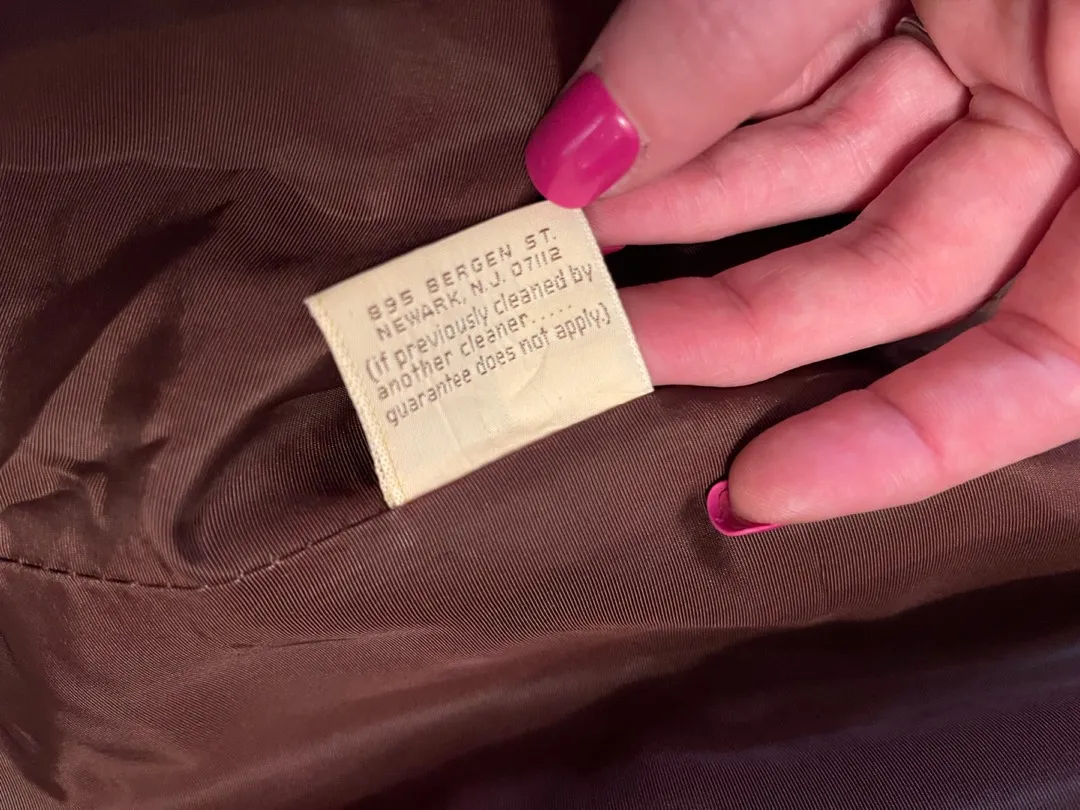 895 BERGEN ST.
NEWARK, N.J. 07112
(if previously cleaned by
another cleaner.....
guarantee does not apply.)